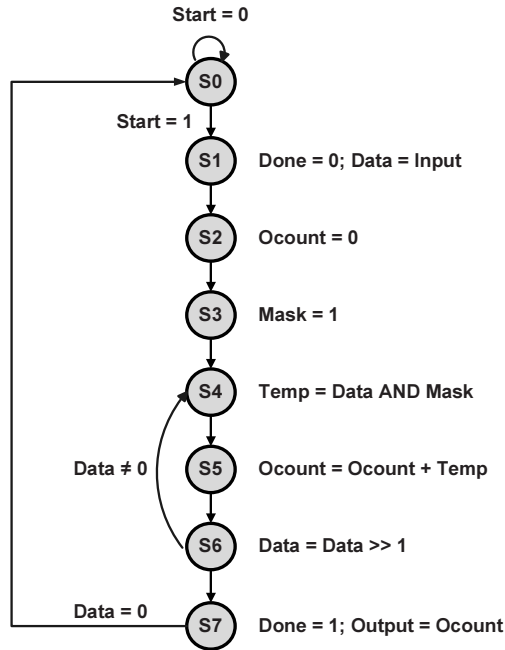 Start = 0
S0
Start = 1
S1 Done = 0; Data = Input
S2 Ocount = 0
S3 Mask = 1
S4 Temp = Data AND Mask
Data ≠ 0
S5 Ocount = Ocount + Temp
S6 Data = Data >> 1
Data = 0
S7 Done = 1; Output = Ocount